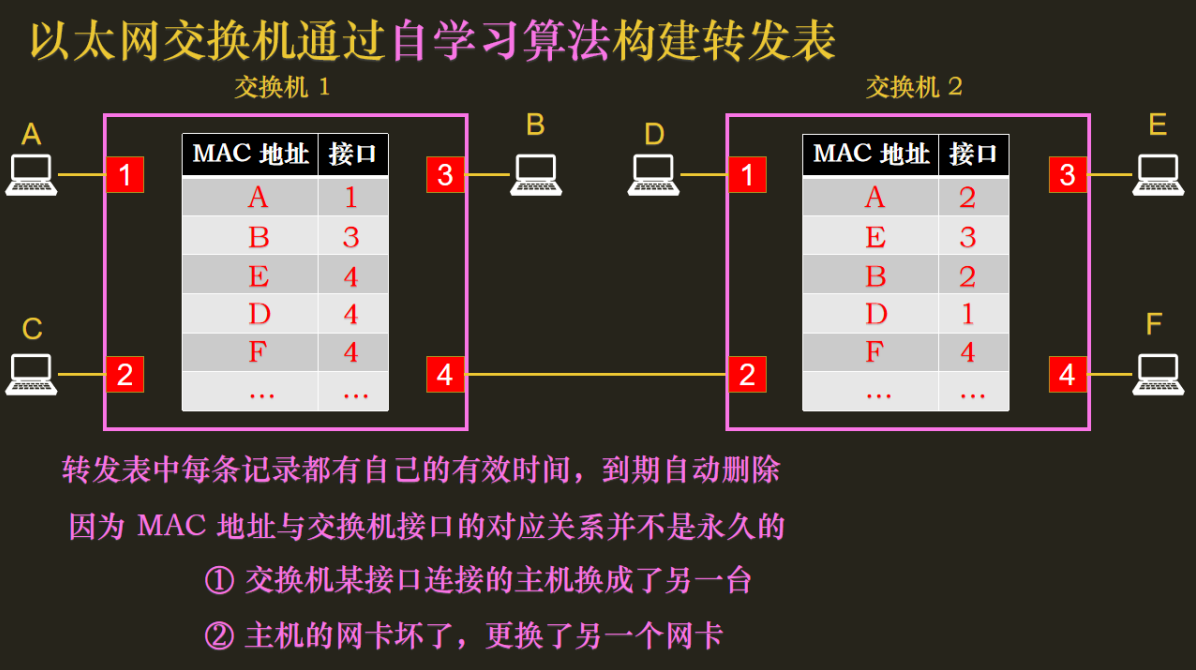 以太网交换机通过自学习算法构建转发表
交换机 1
交换机 2
A
B
D
E
MAC 地址 接口
1
3
A 1
B 3
E 4
D 4
F 4
... ...
C
2
4
MAC 地址 接口
1
3
A 2
E 3
B 2
D 1
F 4
... ...
F
2
4
转发表中每条记录都有自己的有效时间，到期自动删除
因为 MAC 地址与交换机接口的对应关系并不是永久的
① 交换机某接口连接的主机换成了另一台
② 主机的网卡坏了，更换了另一个网卡